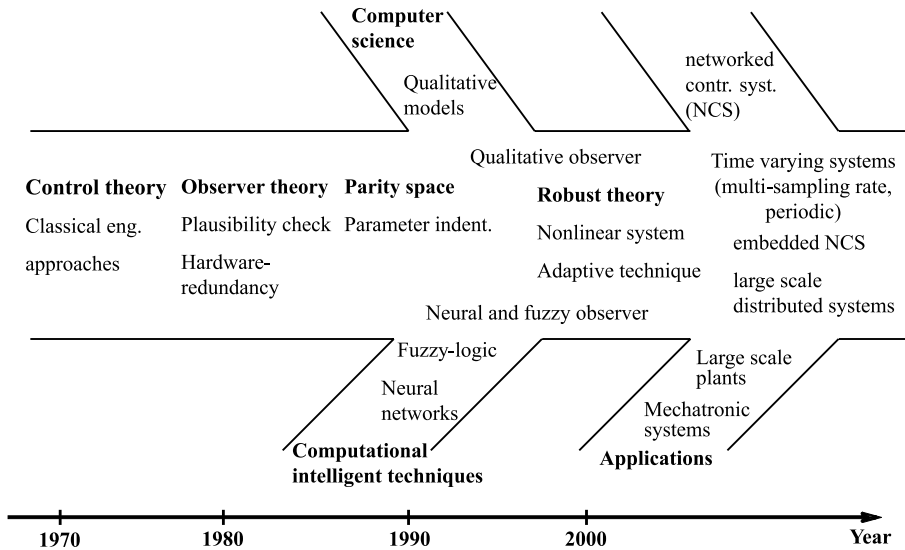 Computer
science
Qualitative
models
networked
contr. syst.
(NCS)
Qualitative observer
Control theory
Classical eng.
approaches
Observer theory
Plausibility check
Hardware-
redundancy
Parity space
Parameter indent.
Robust theory
Nonlinear system
Adaptive technique
Time varying systems
(multi-sampling rate,
periodic)
embedded NCS
large scale
distributed systems
Neural and fuzzy observer
Fuzzy-logic
Neural
networks
Computational
intelligent techniques
Large scale
plants
Mechatronic
systems
Applications
1970
1980
1990
2000
Year